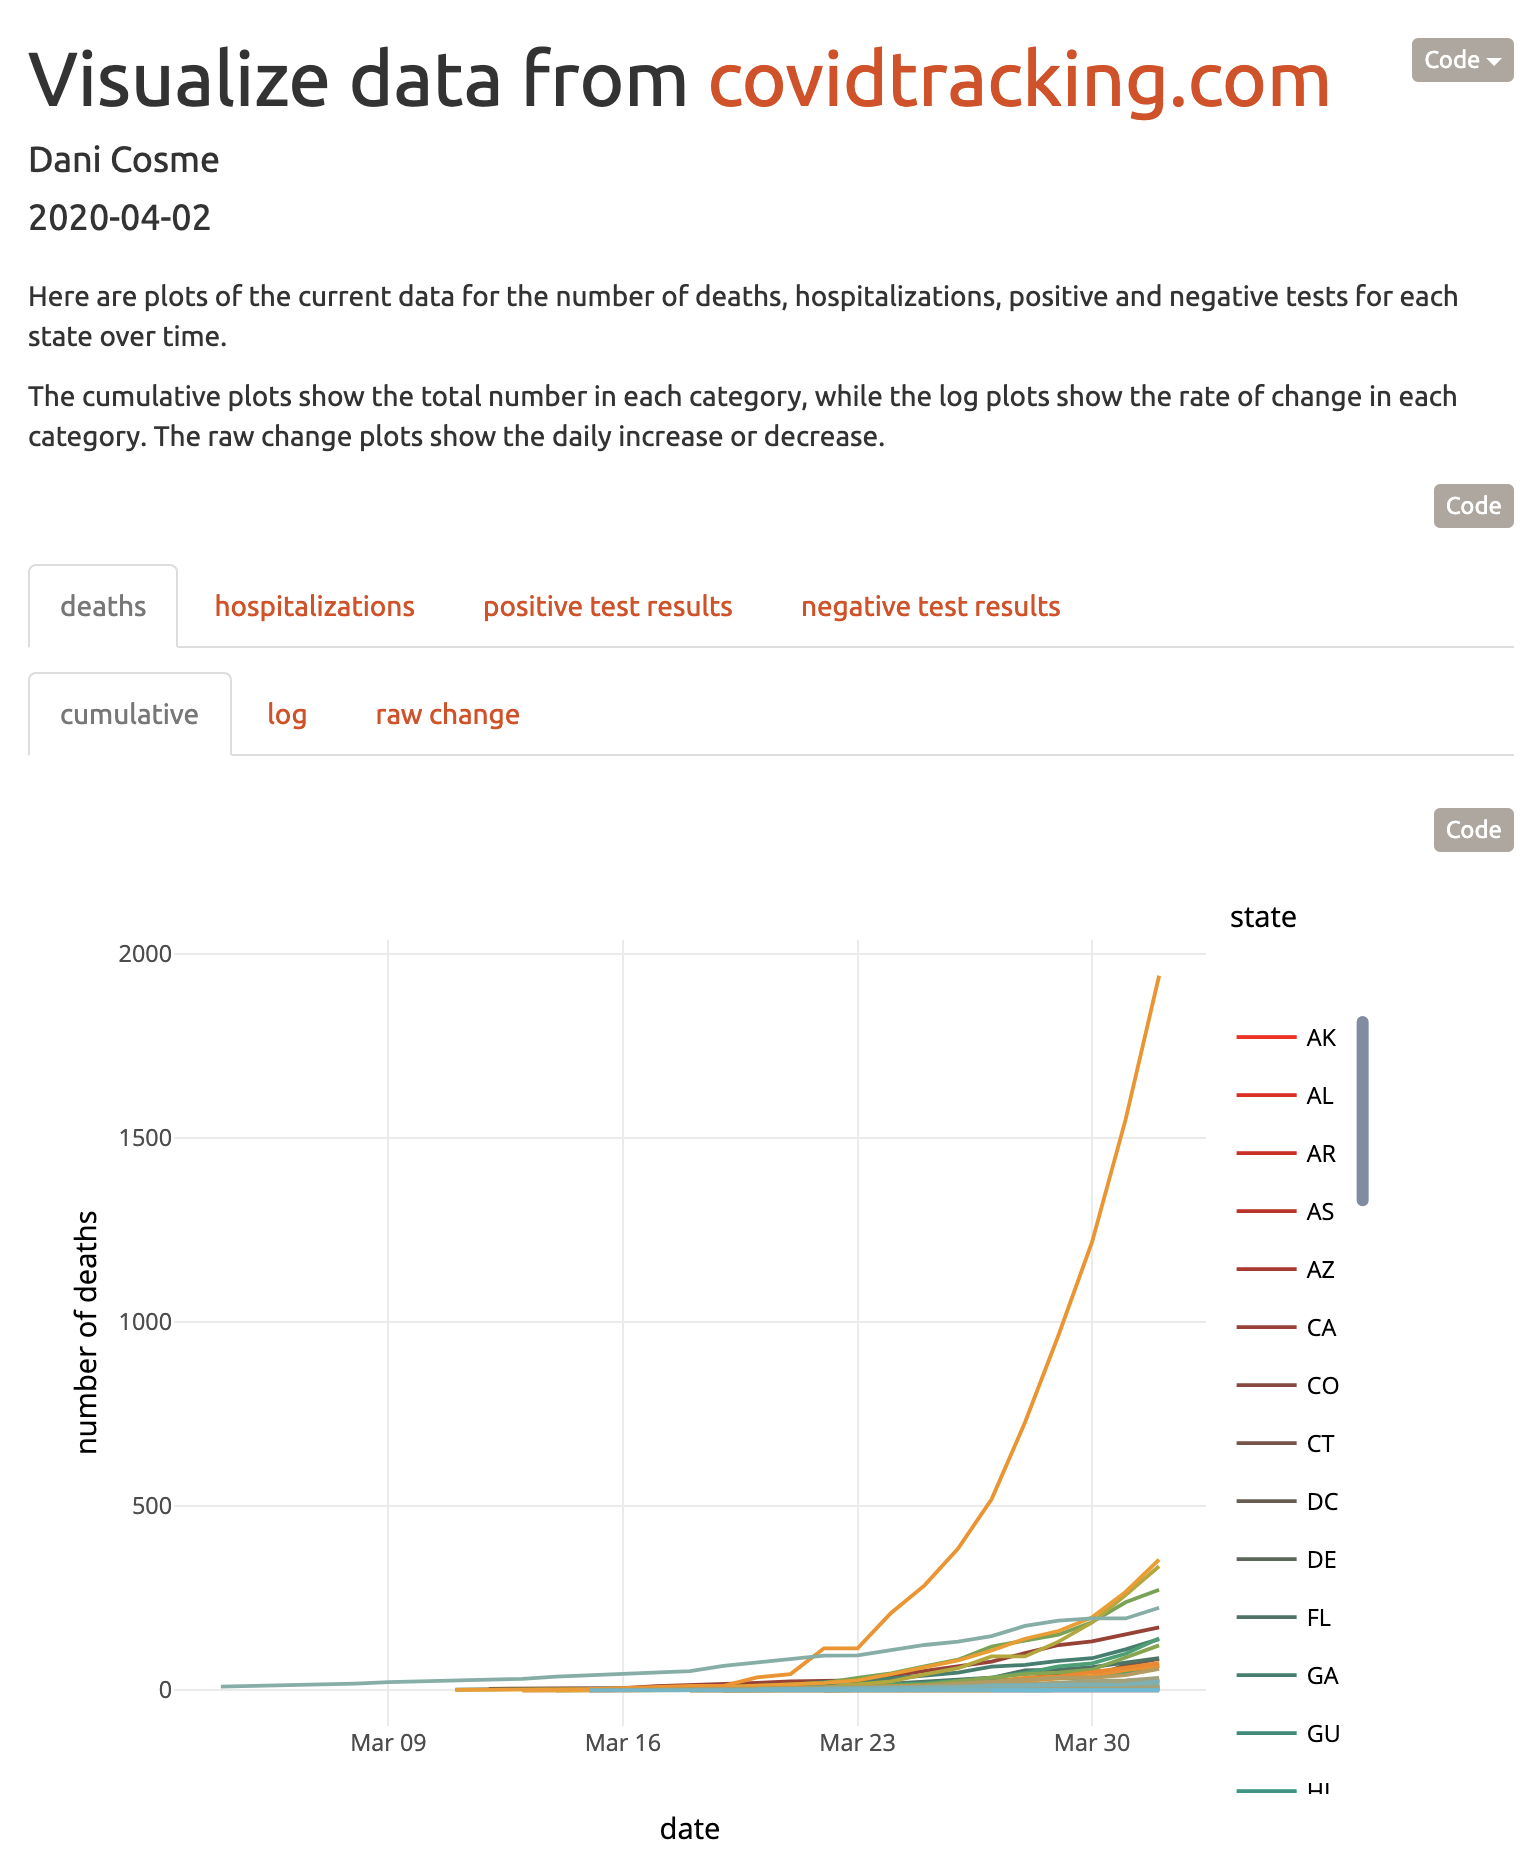 Visualize data from covidtracking.com
Code
Dani Cosme
2020-04-02
Here are plots of the current data for the number of deaths, hospitalizations, positive and negative tests for each
state over time.
The cumulative plots show the total number in each category, while the log plots show the rate of change in each
category. The raw change plots show the daily increase or decrease.
Code
deaths hospitalizations positive test results negative test results
cumulative log raw change
Code
state
2000
1500
1000
500
0
number of deaths
Mar 09 Mar 16 Mar 23 Mar 30
date
AK
AL
AR
AS
AZ
CA
CO
CT
DC
DE
FL
GA
GU